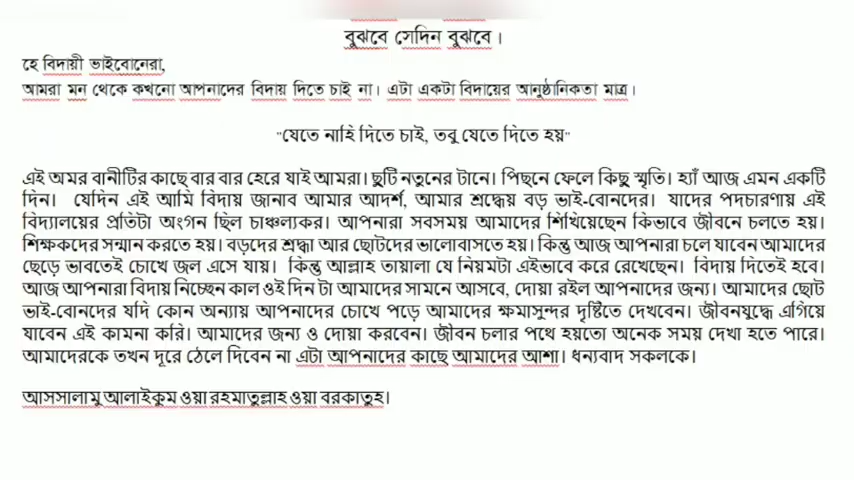 বুঝবে সেদিন বুঝবে ।
হে বিদায়ী ভাইবোনেরা,
আমরা মন থেকে কখনো আপনাদের বিদায় দিতে চাই না। এটা একটা বিদায়ের আনুষ্ঠানিকতা মাত্র।
"যেতে নাহি দিতে চাই, তবু যেতে দিতে হয়"
এই অমর বানীটির কাছে বার বার হেরে যাই আমরা। ছুটি নতুনের টানে। পিছনে ফেলে কিছু স্মৃতি। হ্যাঁ আজ এমন একটি
দিন। যেদিন এই আমি বিদায় জানাব আমার আদর্শ, আমার শ্রদ্ধেয় বড় ভাই-বোনদের। যাদের পদচারণায় এই
বিদ্যালয়ের প্রতিটা অংগন ছিল চাঞ্চল্যকর। আপনারা সবসময় আমাদের শিখিয়েছেন কিভাবে জীবনে চলতে হয়।
শিক্ষকদের সন্মান করতে হয়। বড়দের শ্রদ্ধা আর ছোটদের ভালোবাসতে হয়। কিন্তু আজ আপনারা চলে যাবেন আমাদের
ছেড়ে ভাবতেই চোখে জল এসে যায়। কিন্তু আল্লাহ তায়ালা যে নিয়মটা এইভাবে করে রেখেছেন। বিদায় দিতেই হবে।
আজ আপনারা বিদায় নিচ্ছেন কাল ওই দিন টা আমাদের সামনে আসবে, দোয়া রইল আপনাদের জন্য। আমাদের ছোট
ভাই-বোনদের যদি কোন অন্যায় আপনাদের চোখে পড়ে আমাদের ক্ষমাসুন্দর দৃষ্টিতে দেখবেন। জীবনযুদ্ধে এগিয়ে
যাবেন এই কামনা করি। আমাদের জন্য ও দোয়া করবেন। জীবন চলার পথে হয়তো অনেক সময় দেখা হতে পারে।
আমাদেরকে তখন দূরে ঠেলে দিবেন না এটা আপনাদের কাছে আমাদের আশা। ধন্যবাদ সকলকে।
আসসালামু আলাইকুম ওয়া রহমাতুল্লাহ ওয়া বরকাতুহ।